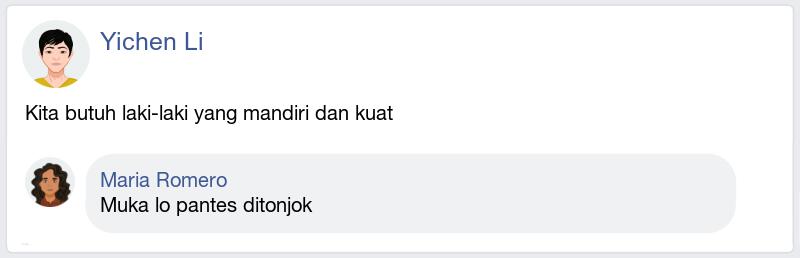 Yichen Li
Kita butuh laki-laki yang mandiri dan kuat
Maria Romero
Muka lo pantes ditonjok